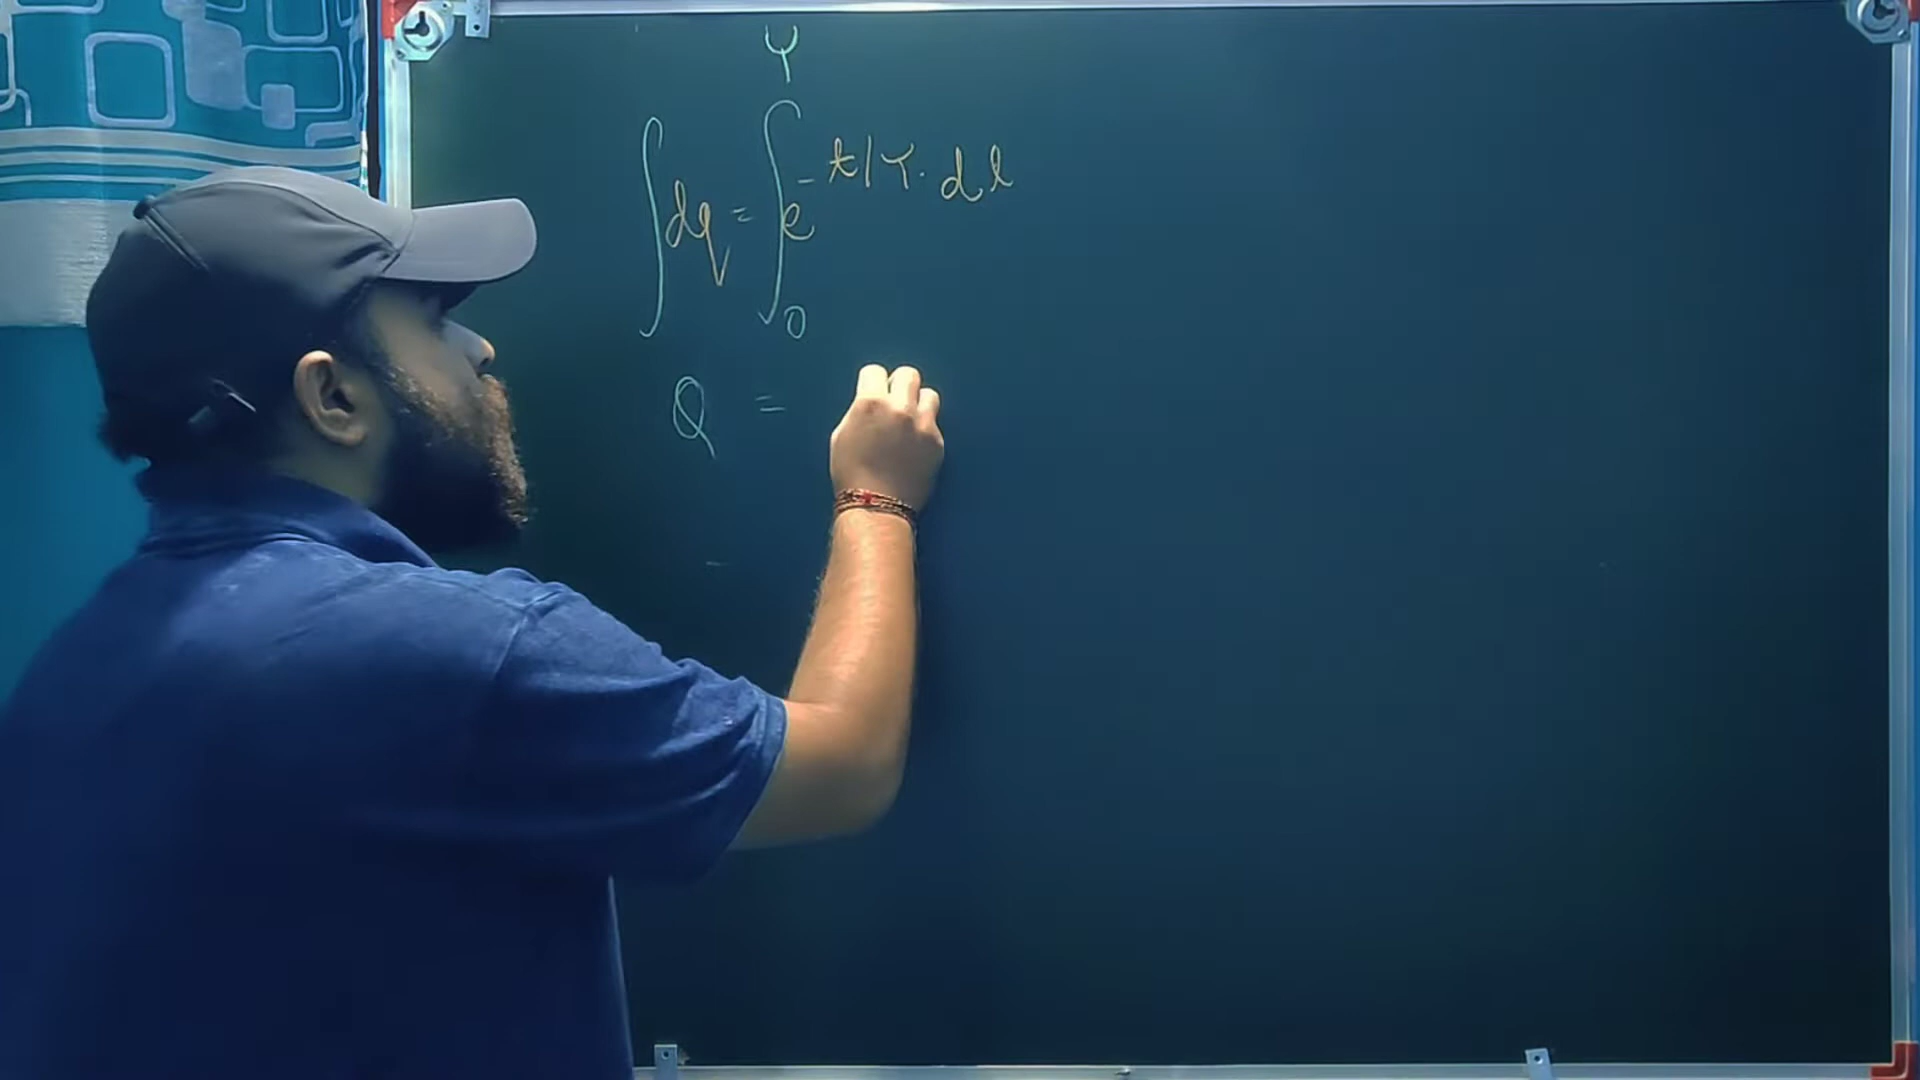 ∫dq = ∫₀^γ e^(-t/γ) · dt
Q =